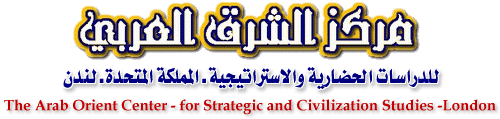 مركز الشرق العربي
للدراسات الحضارية والاستراتيجية . المملكة المتحدة . لندن
The Arab Orient Center - for Strategic and Civilization Studies -London